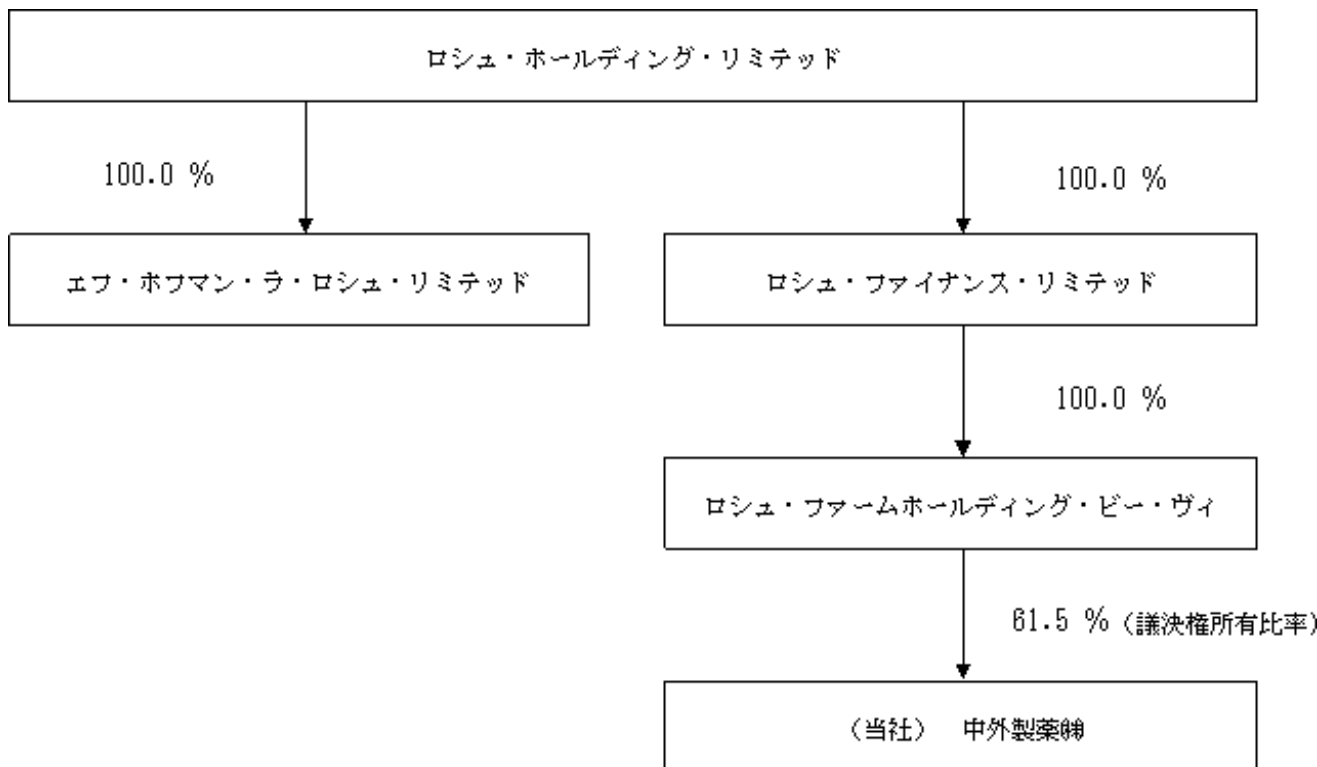 ロシュ・ホールディング・リミテッド
100.0 %
100.0 %
エフ・ホフマン・ラ・ロシュ・リミテッド
ロシュ・ファイナンス・リミテッド
100.0 %
ロシュ・ファームホールディング・ビー・ヴィ
61.5 %（議決権所有比率）
（当社）　中外製薬㈱